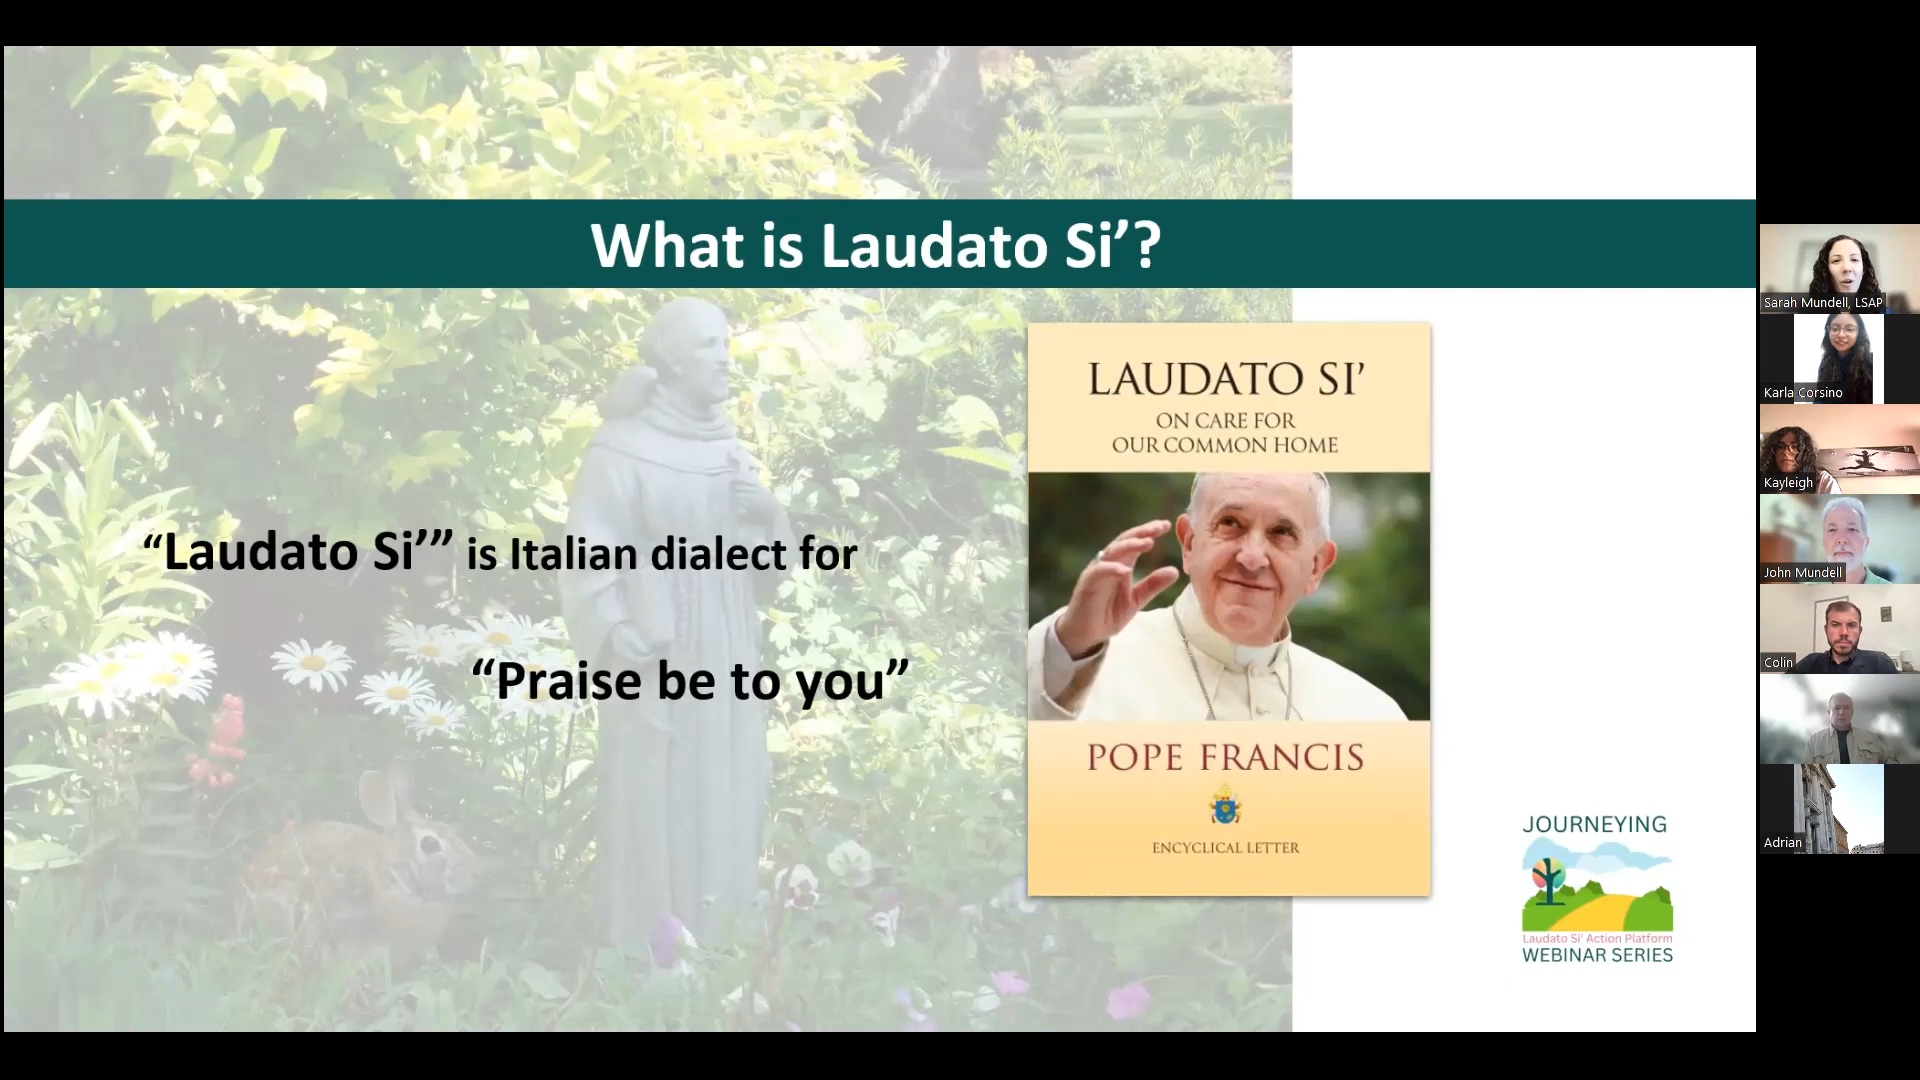 What is Laudato Si’?
“Laudato Si’” is Italian dialect for
“Praise be to you”
LAUDATO SI’
ON CARE FOR
OUR COMMON HOME
POPE FRANCIS
ENCYCLICAL LETTER
JOURNEYING
Laudato Si' Action Platform
WEBINAR SERIES
Sarah Mundell, LSAP
Karla Corsino
Kayleigh
John Mundell
Colin
Adrian